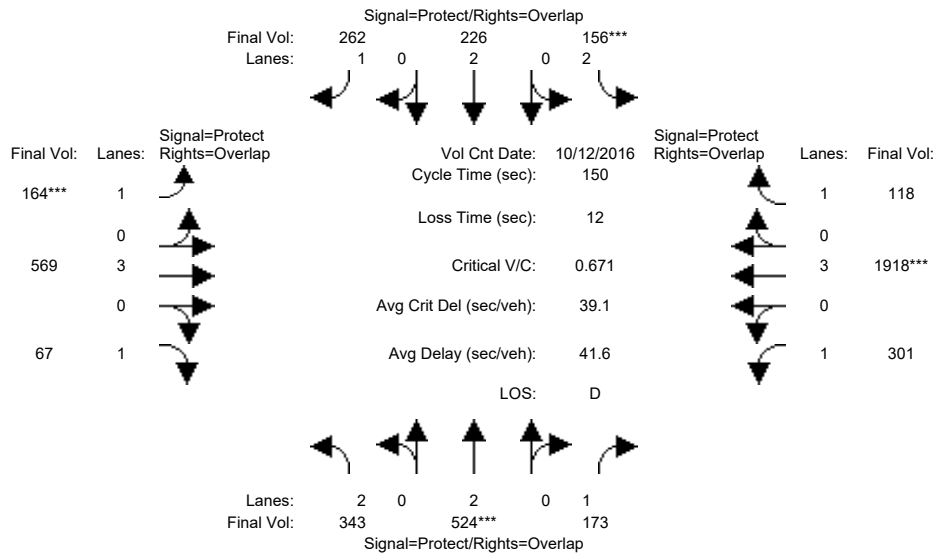 Signal=Protect/Rights=Overlap
Final Vol: 262 226 156***
Lanes: 1 0 2 0 2
Signal=Protect
Final Vol: Lanes: Rights=Overlap
Vol Cnt Date: 10/12/2016
Signal=Protect
Rights=Overlap Lanes: Final Vol:
Cycle Time (sec): 150
164*** 1
1 118
Loss Time (sec): 12
0
0
569 3
Critical V/C: 0.671
3 1918***
0
Avg Crit Del (sec/veh): 39.1
0
67 1
Avg Delay (sec/veh): 41.6
1 301
LOS: D
Lanes: 2 0 2 0 1
Final Vol: 343 524*** 173
Signal=Protect/Rights=Overlap